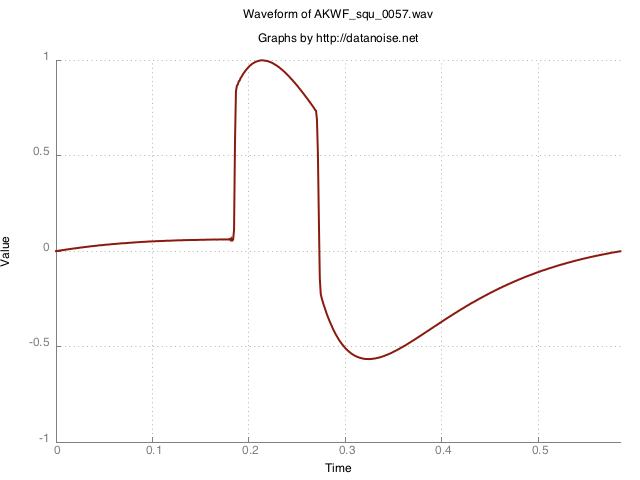 Waveform of AKWF_squ_0057.wav
Graphs by http://datanoise.net
1
0.5
0
-0.5
-1
Value
0 0.1 0.2 0.3 0.4 0.5
Time